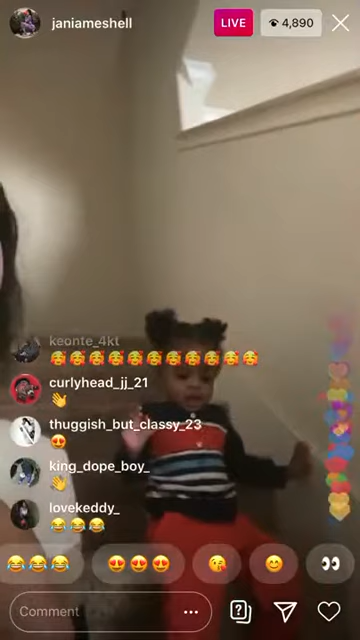 janiameshell
LIVE
4,890
keonte_4kt
🥰🥰🥰🥰🥰🥰🥰🥰🥰🥰🥰
curlyhead_jj_21
👋
thuggish_but_classy_23
😍
king_dope_boy_
👋
lovekeddy_
😂😂😂
😂😂😂 😍😍😍 😘 😊 👀
Comment